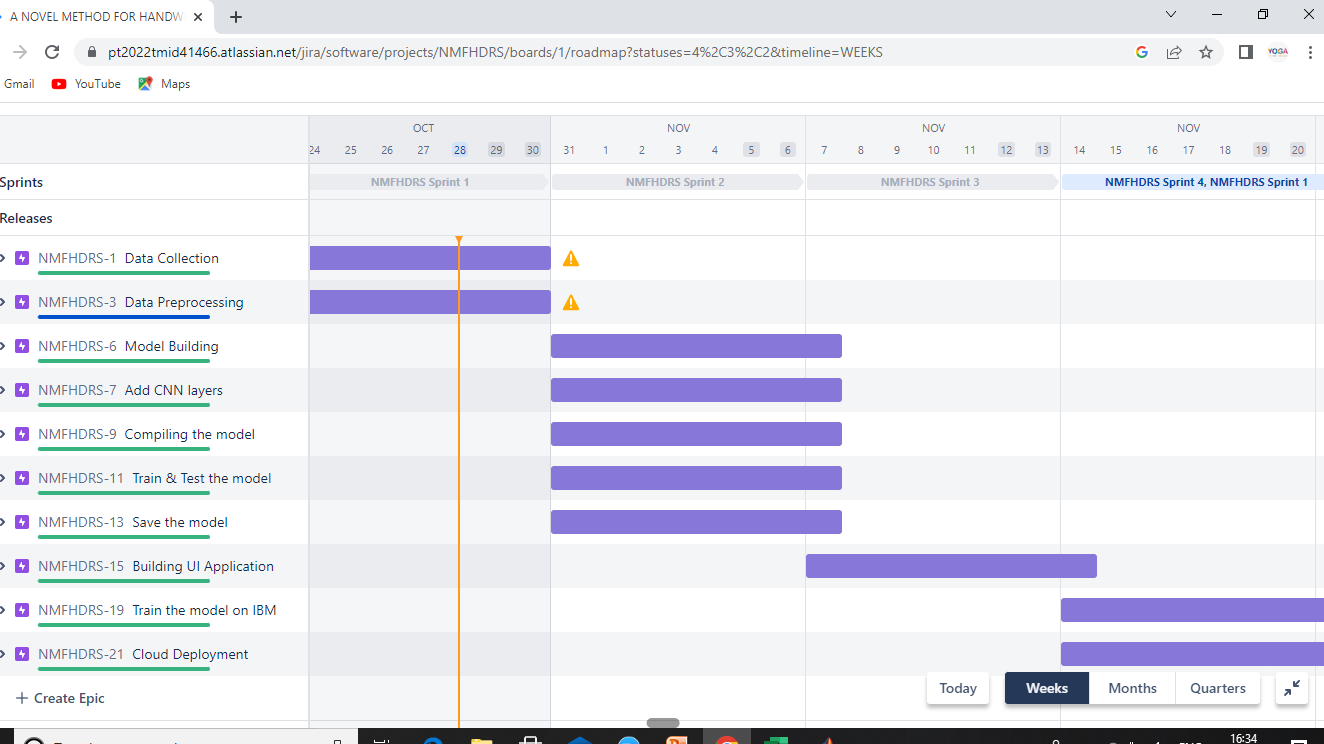 A NOVEL METHOD FOR HANDW
pt2022tmid41466.atlassian.net/jira/software/projects/NMFHDRS/boards/1/roadmap?statuses=4%2C3%2C2&timeline=WEEKS
YOGA
Gmail YouTube Maps
OCT NOV NOV NOV
24 25 26 27 28 29 30 31 1 2 3 4 5 6 7 8 9 10 11 12 13 14 15 16 17 18 19 20
Sprints NMFHDRS Sprint 1 NMFHDRS Sprint 2 NMFHDRS Sprint 3 NMFHDRS Sprint 4, NMFHDRS Sprint 1
Releases
NMFHDRS-1 Data Collection
NMFHDRS-3 Data Preprocessing
NMFHDRS-6 Model Building
NMFHDRS-7 Add CNN layers
NMFHDRS-9 Compiling the model
NMFHDRS-11 Train & Test the model
NMFHDRS-13 Save the model
NMFHDRS-15 Building UI Application
NMFHDRS-19 Train the model on IBM
NMFHDRS-21 Cloud Deployment
+ Create Epic
Today Weeks Months Quarters
16:34